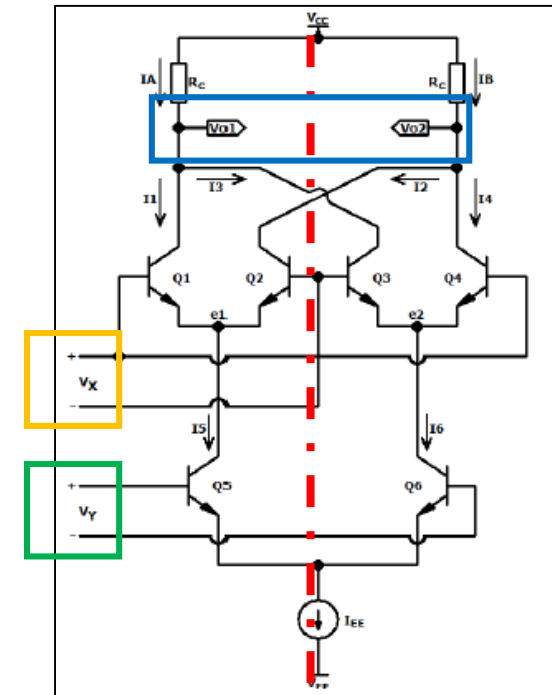 VCC
IA RC RC IB
Vo1 Vo2
I3 I2
I1 I4
Q1 Q2 Q3 Q4
e1 e2
+
VX
-
I5 I6
+ Q5 Q6
VY
-
IEE
VEE